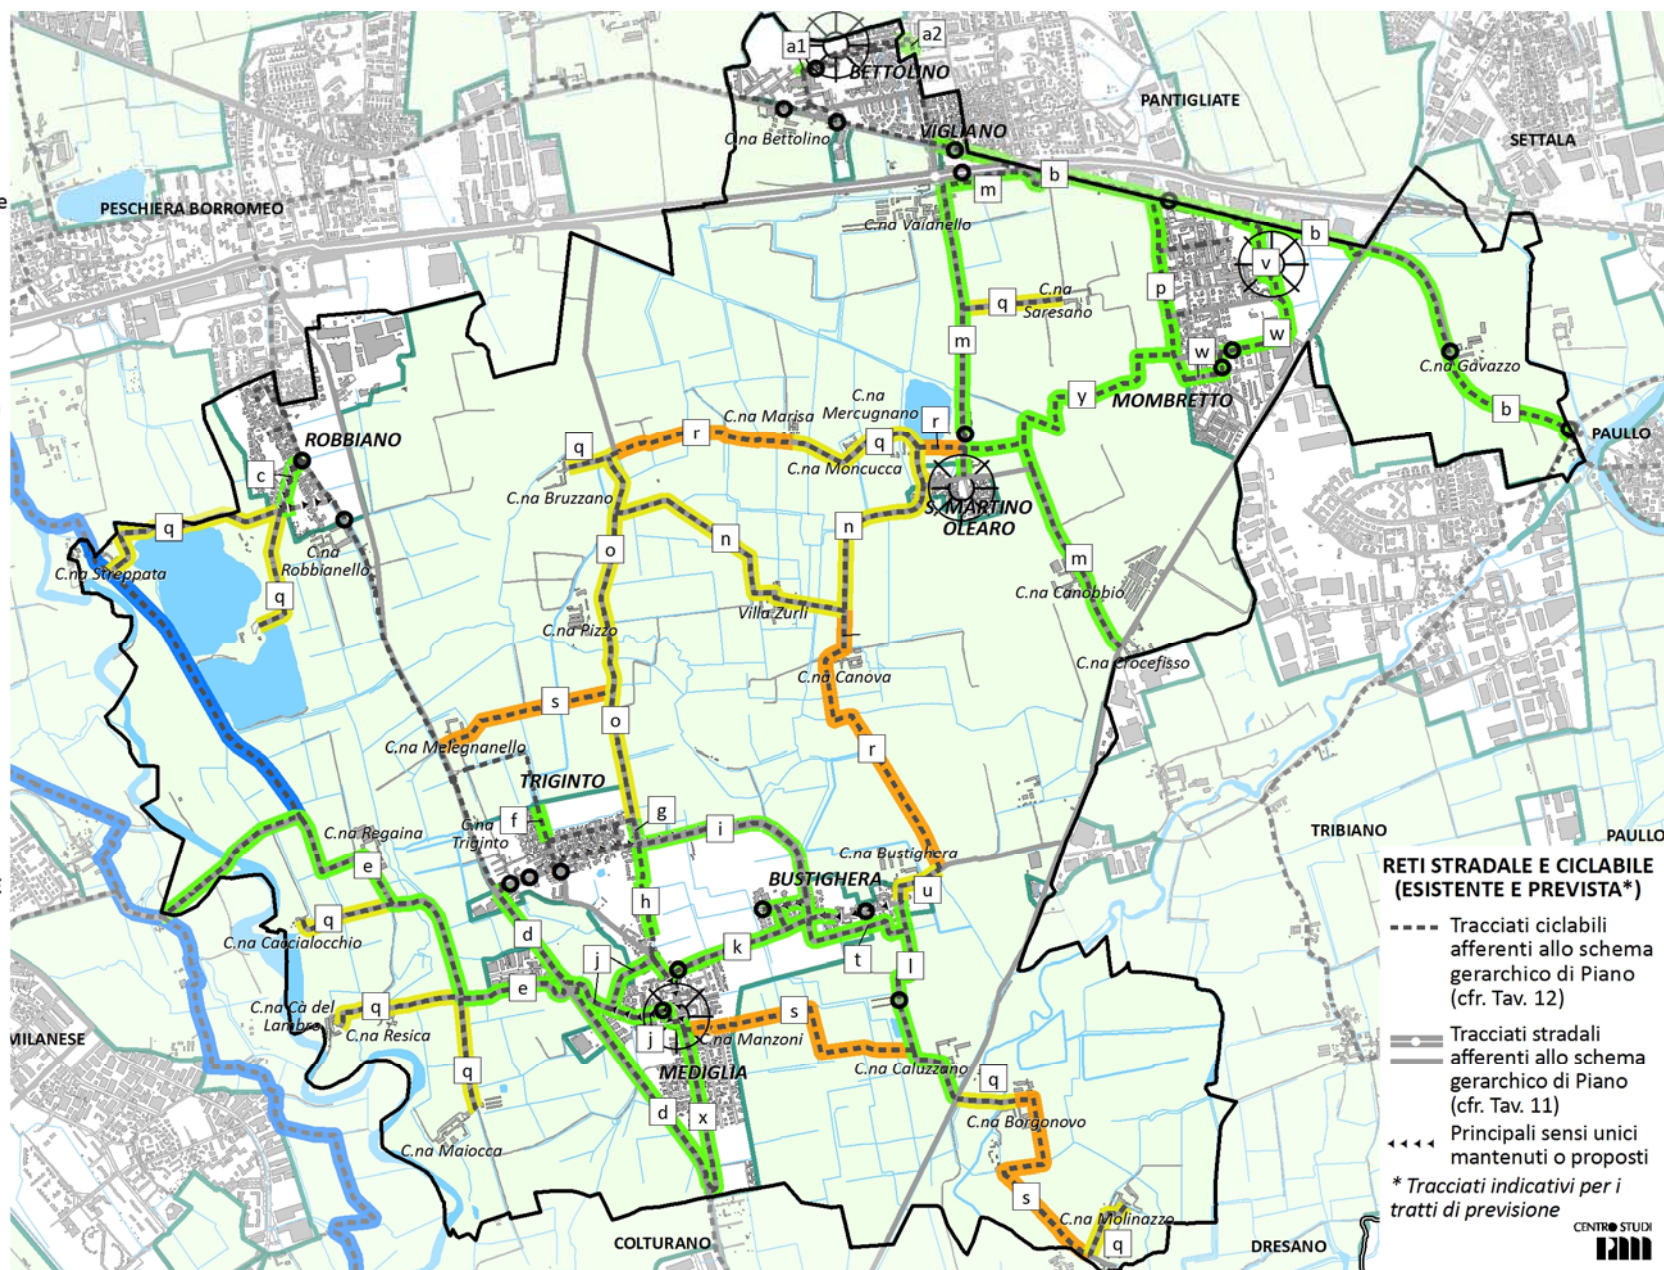 a1
a2
BETTOLINO
PANTIGLIATE
C.na Bettolino
VIGLIANO
SETTALA
e
PESCHIERA BORROMEO
m
b
C.na Vaianello
b
v
p
q
C.na
Saresano
m
w
w
C.na Gavazzo
C.na
Mercugnano
y
MOMBRETTO
b
C.na Marisa
ROBBIANO
r
q
r
PAULLO
q
C.na Moncucca
c
C.na Bruzzano
S. MARTINO
OLEARO
q
n
n
o
C.na
Robbianello
C.na Streppata
m
C.na Canobbio
q
Villa Zurli
C.na Pizzo
C.na Crocefisso
C.na Canova
s
o
C.na Melegnanello
r
TRIGINTO
f
g
i
C.na
Triginto
C.na Regaina
TRIBIANO
PAULLO
C.na Bustighera
e
BUSTIGHERA
u
h
q
C.na Caccialocchio
d
k
t
l
j
e
q
C.na Cà del
Lambro
C.na Resica
s
j
C.na Manzoni
MILANESE
MEDIGLIA
C.na Caluzzano
q
q
d
x
C.na Borgonovo
C.na Maiocca
s
C.na Molinazzo
q
COLTURANO
DRESANO
RETI STRADALE E CICLABILE
(ESISTENTE E PREVISTA*)
Tracciati ciclabili
afferenti allo schema
gerarchico di Piano
(cfr. Tav. 12)
Tracciati stradali
afferenti allo schema
gerarchico di Piano
(cfr. Tav. 11)
Principali sensi unici
mantenuti o proposti
* Tracciati indicativi per i
tratti di previsione
CENTRO STUDI
PIM